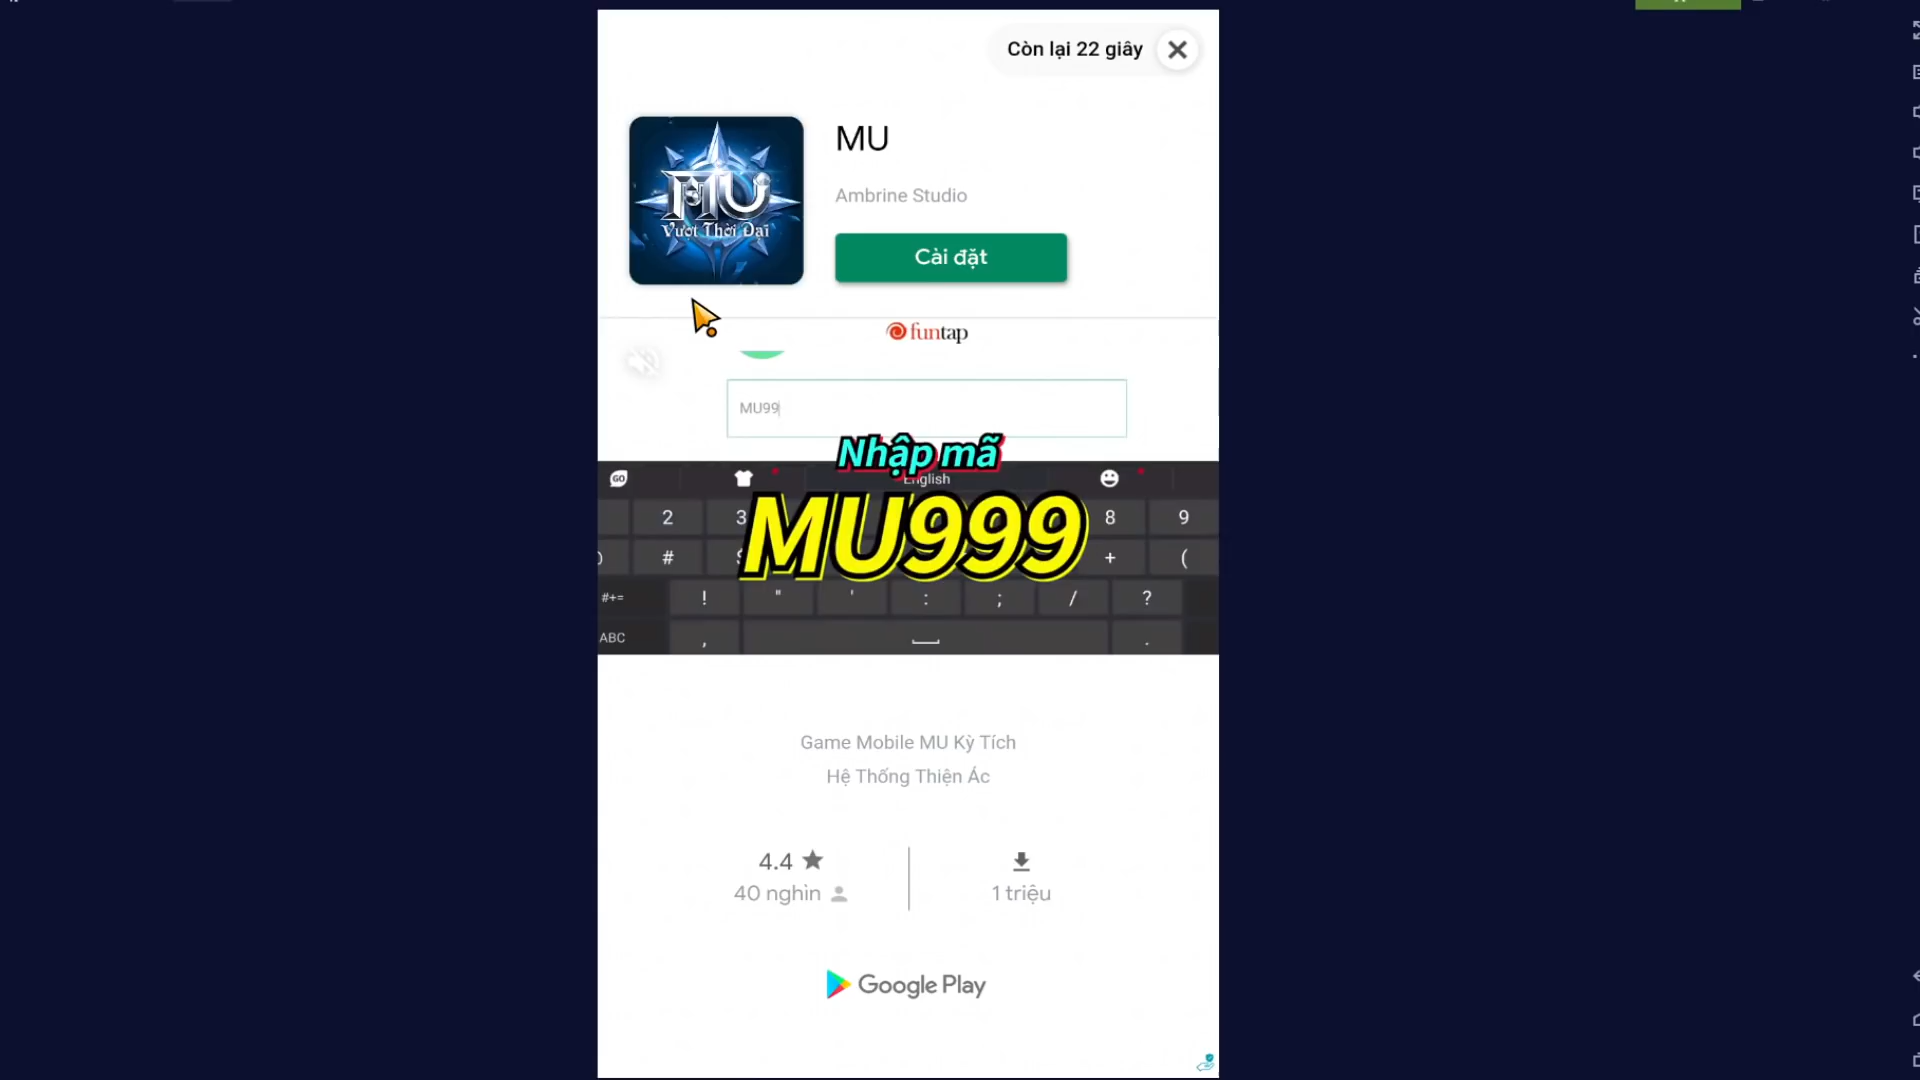 Còn lại 22 giây
MU
Ambrine Studio
MU
Vượt Thời Đại
Cài đặt
funtap
MU99
Nhập mã
GO
English
MU999
2 3 8 9
# $ + (
#+= ! " ' : ; / ?
ABC , .
Game Mobile MU Kỳ Tích
Hệ Thống Thiện Ác
4.4
40 nghìn
1 triệu
Google Play